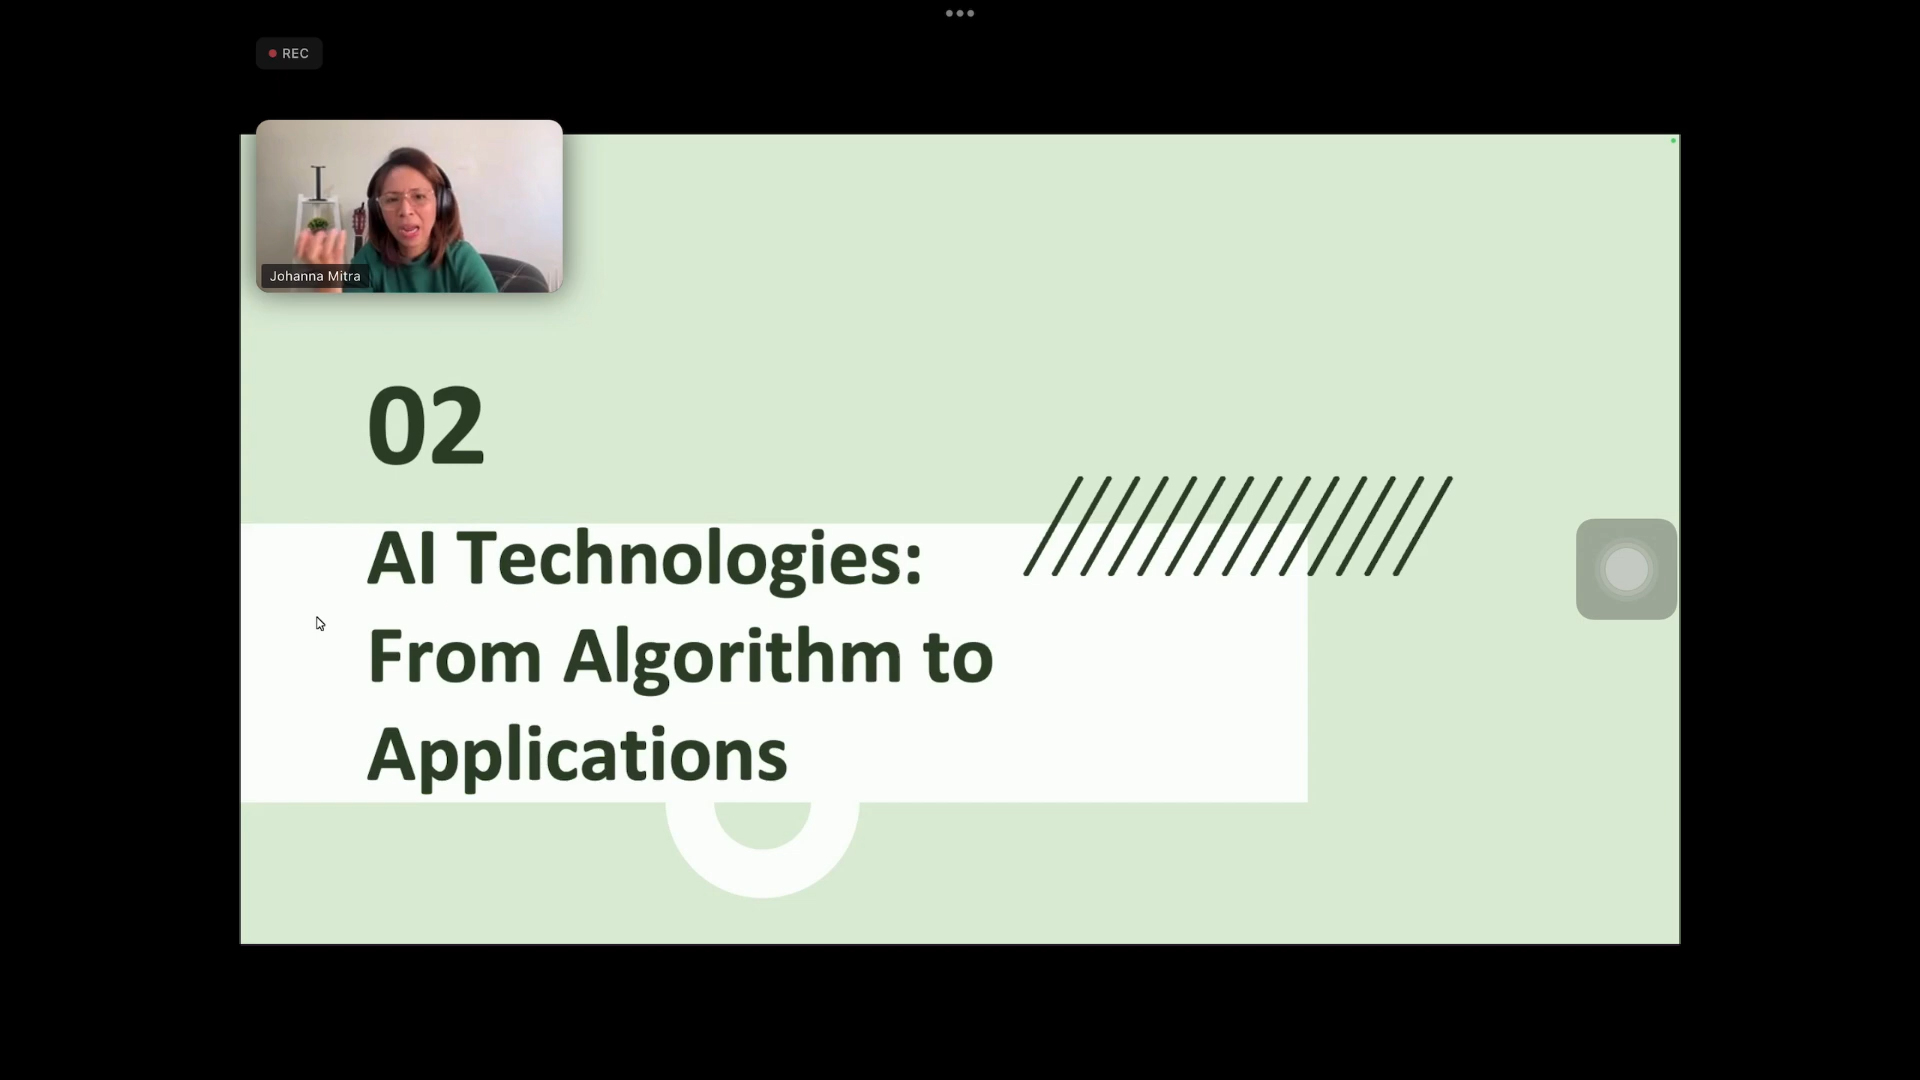 REC
Johanna Mitra
02
AI Technologies:
From Algorithm to
Applications